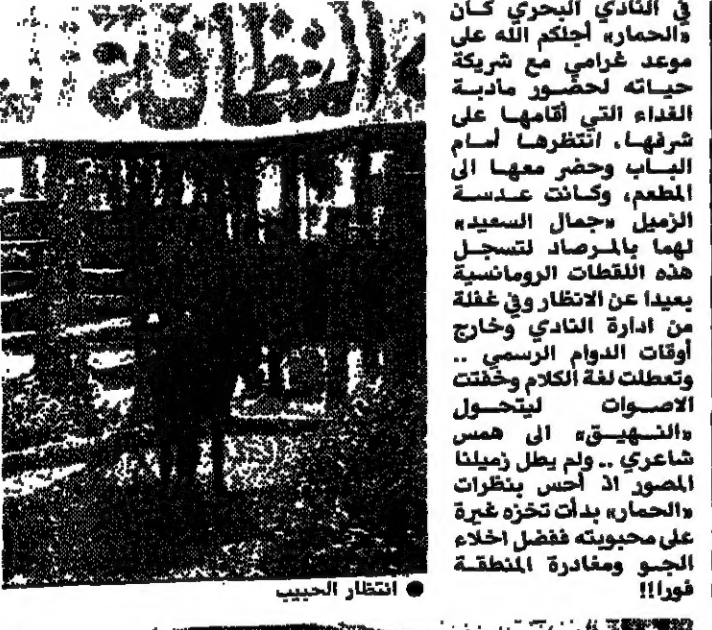 النظافة
في النادي البحري كان
«الحمار» أجلكم الله على
موعد غرامي مع شريكة
حياته لحضور مادبة
الغداء التي أقامها على
شرفها. انتظرها أمام
الباب وحضر معها الى
المطعم، وكانت عدسة
الزميل «جمال السعيد»
لهما بالمرصاد لتسجل
هذه اللقطات الرومانسية
بعيدا عن الانظار وفي غفلة
من ادارة النادي وخارج
أوقات الدوام الرسمي ..
وتعطلت لغة الكلام وخفتت
الاصوات ليتحول
«النهيق» الى همس
شاعري .. ولم يطل زميلنا
المصور اذ أحس بنظرات
«الحمار» بدأت تخزه غيرة
على محبوبته ففضل اخلاء
الجو ومغادرة المنطقة
فورا!!
● انتظار الحبيب